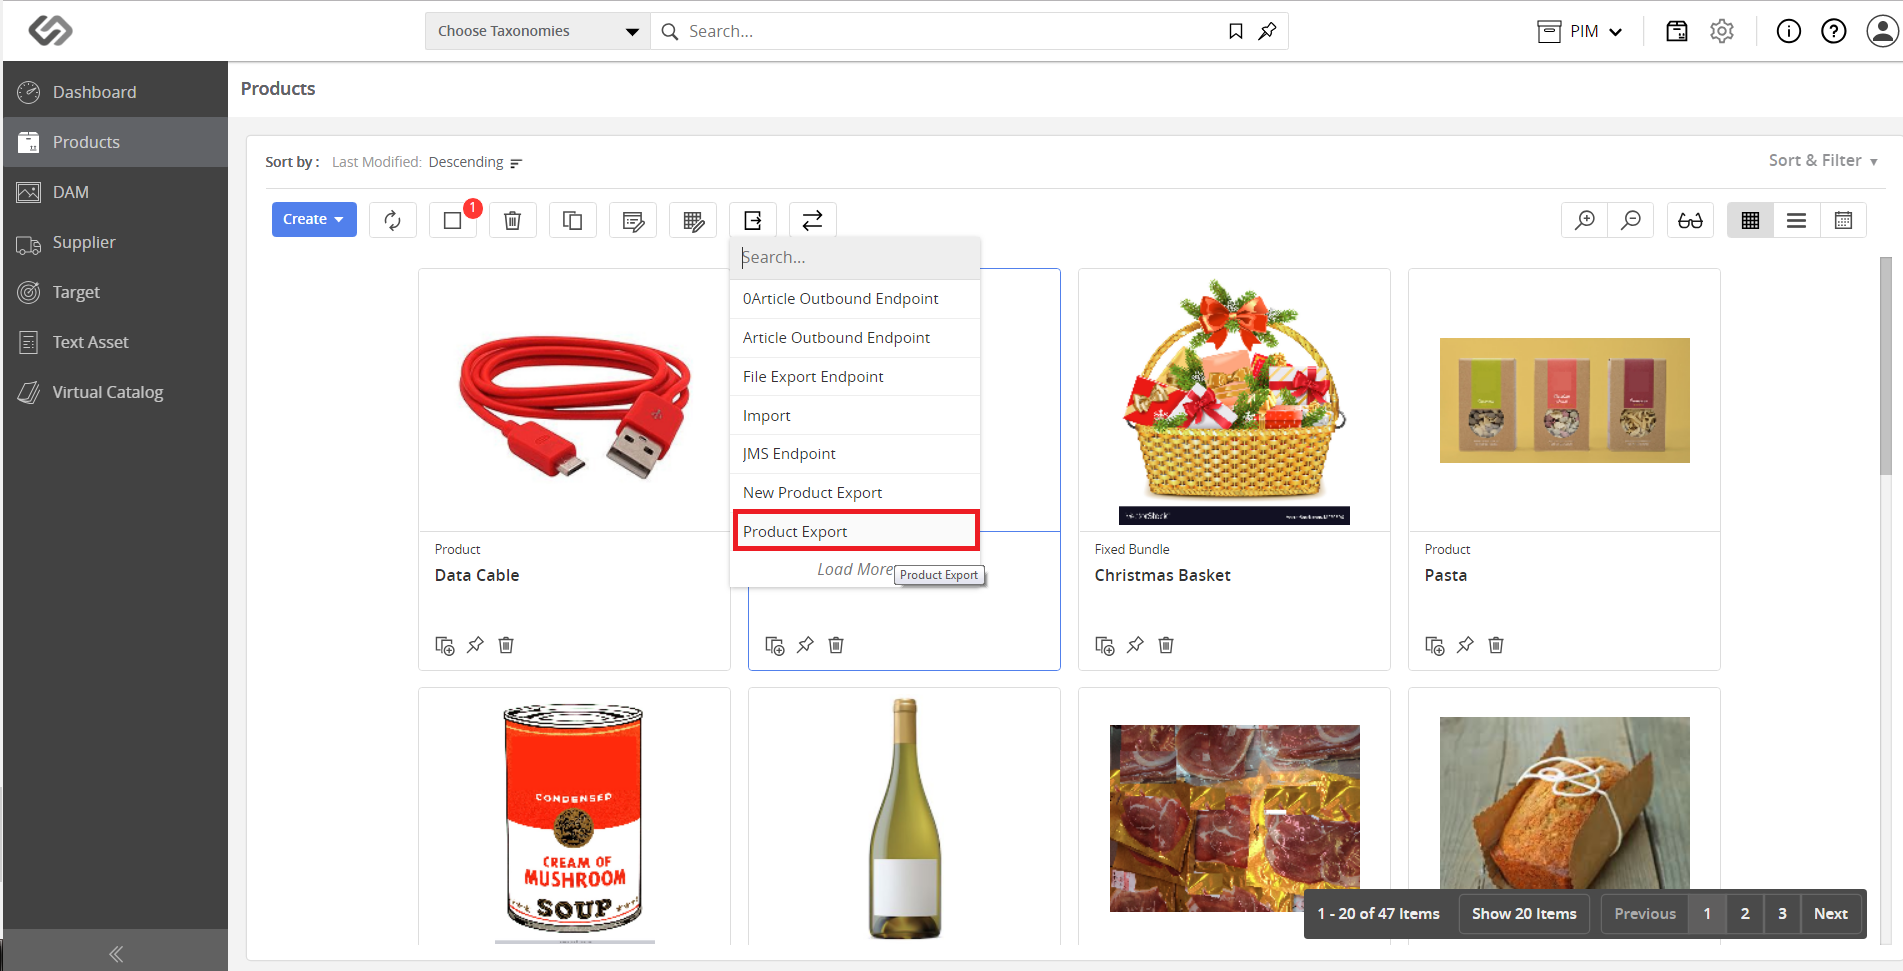 Choose Taxonomies
Search...
PIM
Dashboard
Products
DAM
Supplier
Target
Text Asset
Virtual Catalog
Products
Sort by : Last Modified: Descending
Sort & Filter
Create
1
Search...
0Article Outbound Endpoint
Article Outbound Endpoint
File Export Endpoint
Import
JMS Endpoint
New Product Export
Product Export
Load More
Product Export
Product
Data Cable
Fixed Bundle
Christmas Basket
Product
Pasta
CONDENSED
CREAM OF
MUSHROOM
SOUP
1 - 20 of 47 Items
Show 20 Items
Previous 1 2 3 Next